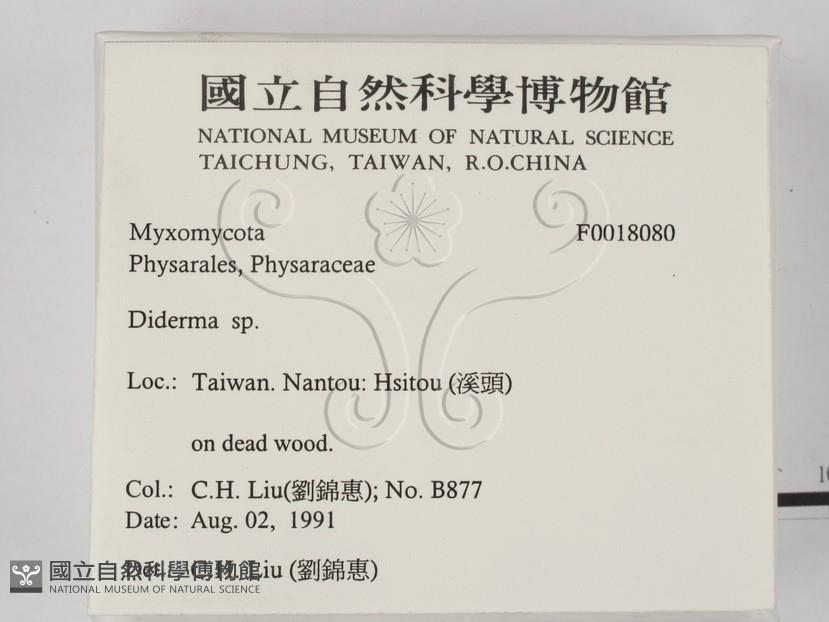 國立自然科學博物館
NATIONAL MUSEUM OF NATURAL SCIENCE
TAICHUNG, TAIWAN, R.O.CHINA
Myxomycota F0018080
Physarales, Physaraceae
Diderma sp.
Loc.: Taiwan. Nantou: Hsitou (溪頭)
on dead wood.
Col.: C.H. Liu(劉錦惠); No. B877
Date: Aug. 02, 1991
Liu (劉錦惠)
國立自然科學博物館
NATIONAL MUSEUM OF NATURAL SCIENCE